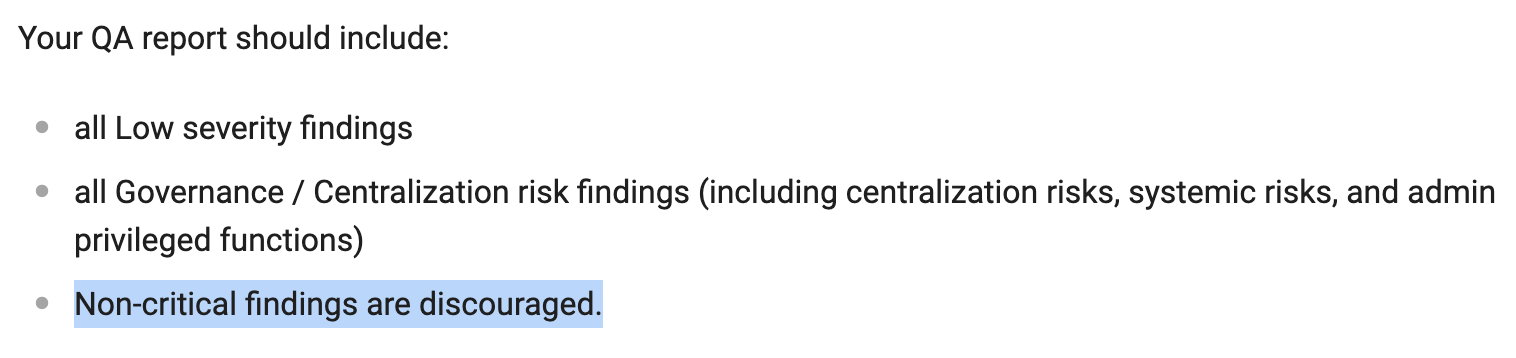 Your QA report should include:
all Low severity findings
all Governance / Centralization risk findings (including centralization risks, systemic risks, and admin
privileged functions)
Non-critical findings are discouraged.